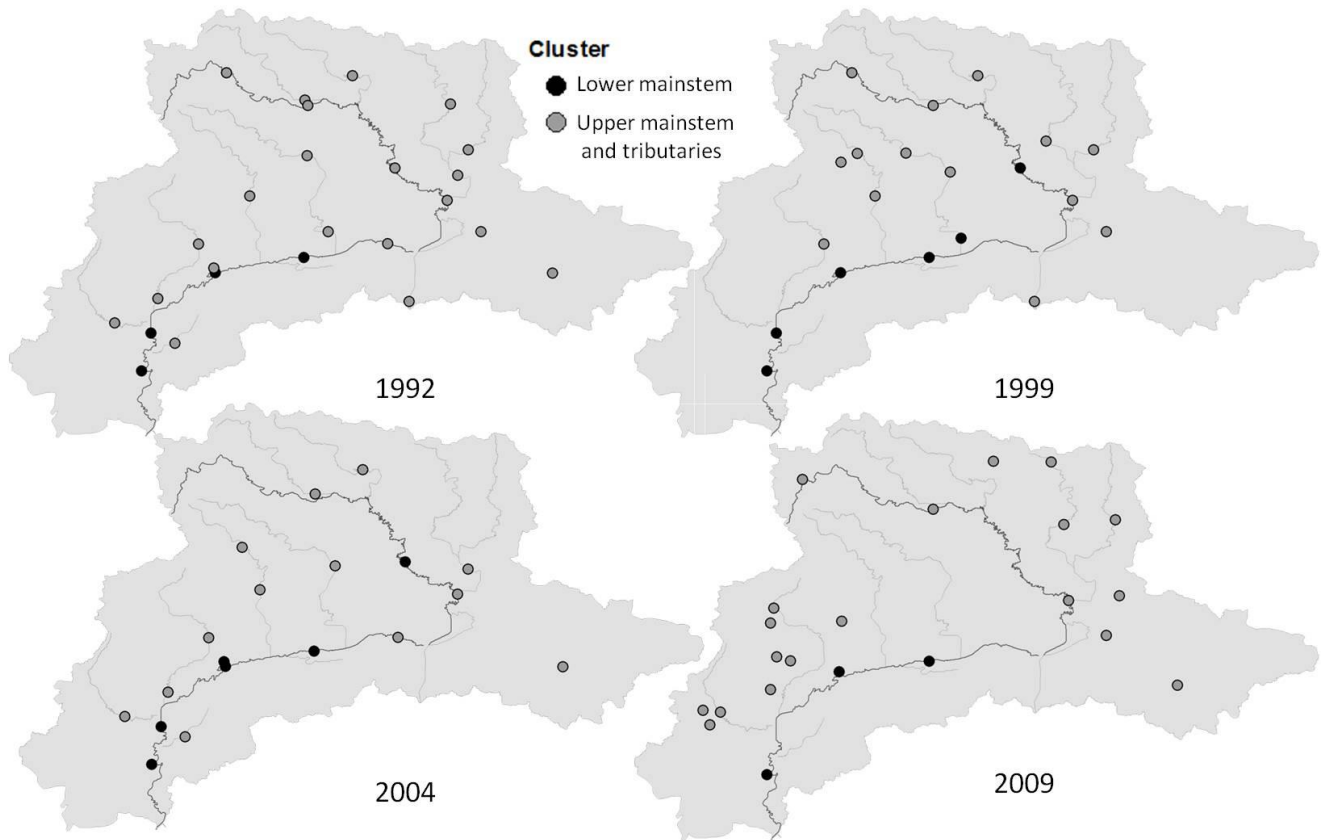 Cluster
Lower mainstem
Upper mainstem
and tributaries
1992
1999
2004
2009